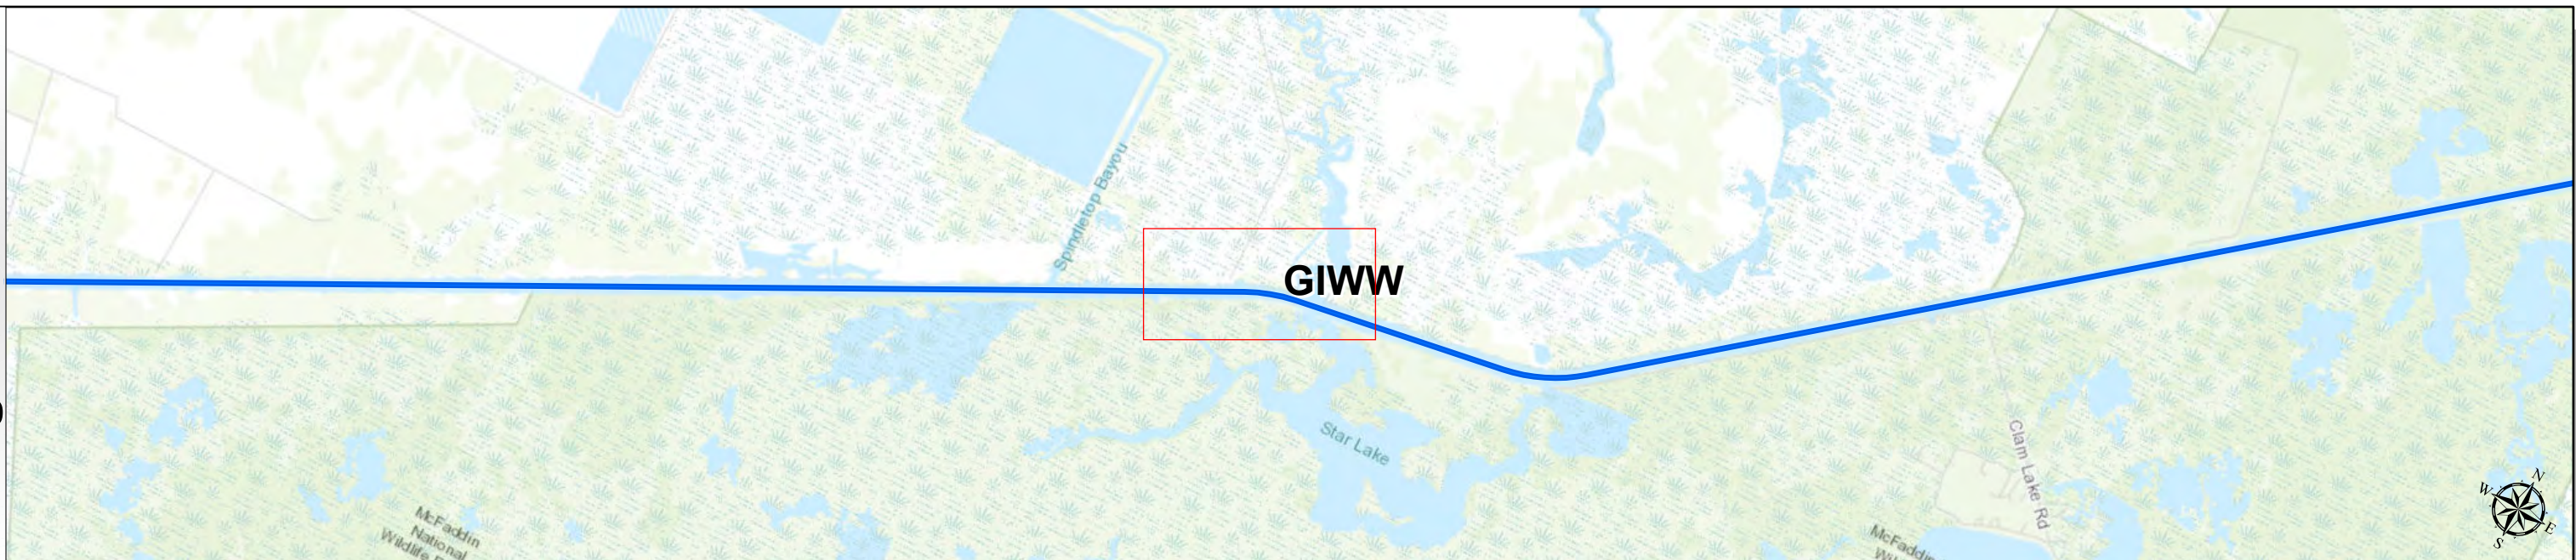 Spindletop Bayou
GIWW
Star Lake
Clam Lake Rd
McFaddin
National
Wildlife
McFaddin
N
W
E
S